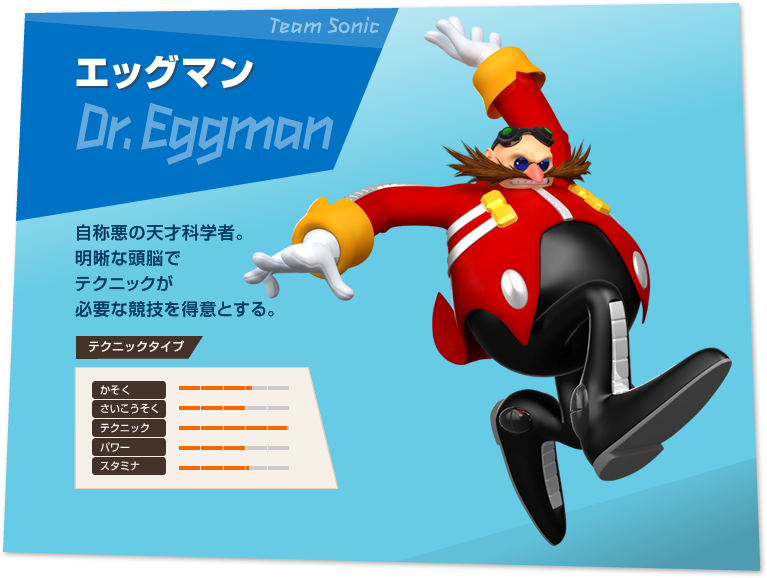 Team Sonic
エッグマン
Dr. Eggman
自称悪の天才科学者。
明晰な頭脳で
テクニックが
必要な競技を得意とする。
テクニックタイプ
かそく
さいこうそく
テクニック
パワー
スタミナ